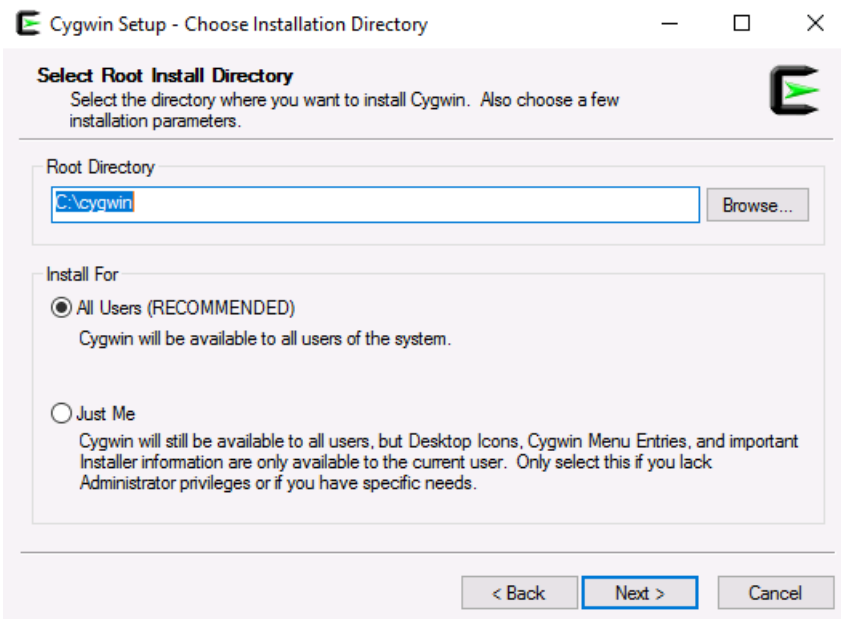 Cygwin Setup - Choose Installation Directory
Select Root Install Directory
Select the directory where you want to install Cygwin. Also choose a few
installation parameters.
Root Directory
C:\cygwin
Browse...
Install For
All Users (RECOMMENDED)
Cygwin will be available to all users of the system.
Just Me
Cygwin will still be available to all users, but Desktop Icons, Cygwin Menu Entries, and important
Installer information are only available to the current user. Only select this if you lack
Administrator privileges or if you have specific needs.
< Back Next > Cancel